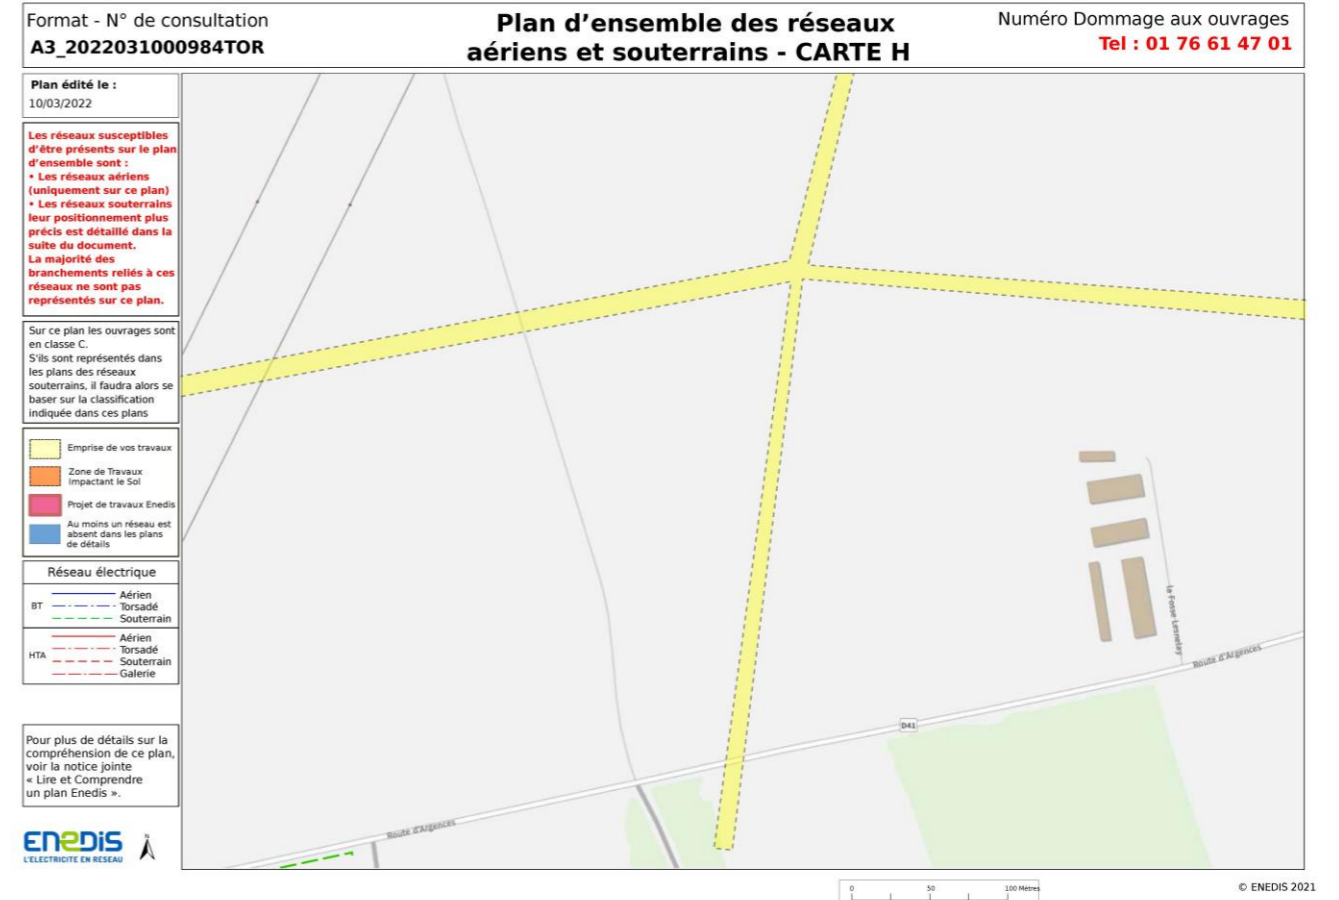 Format - N° de consultation
A3_2022031000984TOR
Plan d’ensemble des réseaux
aériens et souterrains - CARTE H
Numéro Dommage aux ouvrages
Tel : 01 76 61 47 01
Plan édité le :
10/03/2022
Les réseaux susceptibles
d’être présents sur le plan
d’ensemble sont :
• Les réseaux aériens
(uniquement sur ce plan)
• Les réseaux souterrains
leur positionnement plus
précis est détaillé dans la
suite du document.
La majorité des
branchements reliés à ces
réseaux ne sont pas
représentés sur ce plan.
Sur ce plan les ouvrages sont
en classe C.
S'ils sont représentés dans
les plans des réseaux
souterrains, il faudra alors se
baser sur la classification
indiquée dans ces plans
Emprise de vos travaux
Zone de Travaux
Impactant le Sol
Projet de travaux Enedis
Au moins un réseau est
absent dans les plans
de détails
Réseau électrique
BT
Aérien
Torsadé
Souterrain
HTA
Aérien
Torsadé
Souterrain
Galerie
Pour plus de détails sur la
compréhension de ce plan,
voir la notice jointe
« Lire et Comprendre
un plan Enedis ».
ENEDIS
L'ELECTRICITE EN RESEAU
N
la Fosse Lesnelay
Route d'Argences
D41
Route d'Argences
0 50 100 Mètres
© ENEDIS 2021